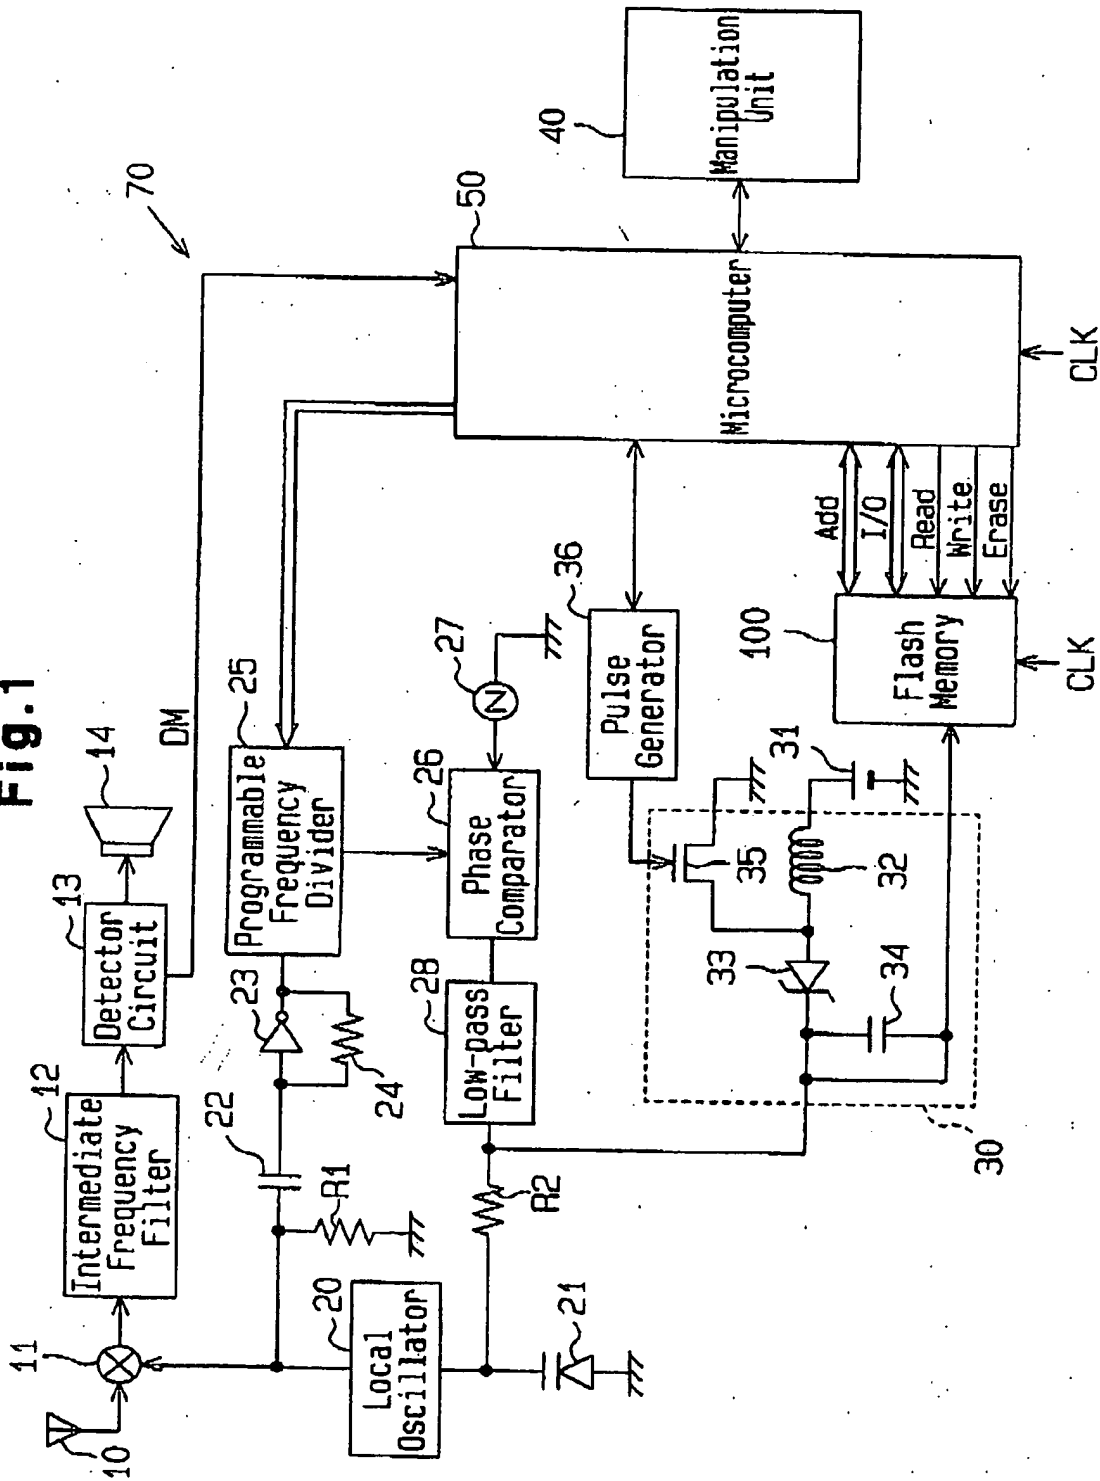 Fig.1
70
10
11
12
Intermediate
Frequency
Filter
13
Detector
Circuit
14
DM
20
Local
Oscillator
21
R1
R2
22
23
24
25
Programmable
Frequency
Divider
26
Phase
Comparator
27
N
28
Low-pass
Filter
30
31
32
33
34
35
36
Pulse
Generator
40
Manipulation
Unit
50
Microcomputer
100
Flash
Memory
Add
I/O
Read
Write
Erase
CLK
CLK